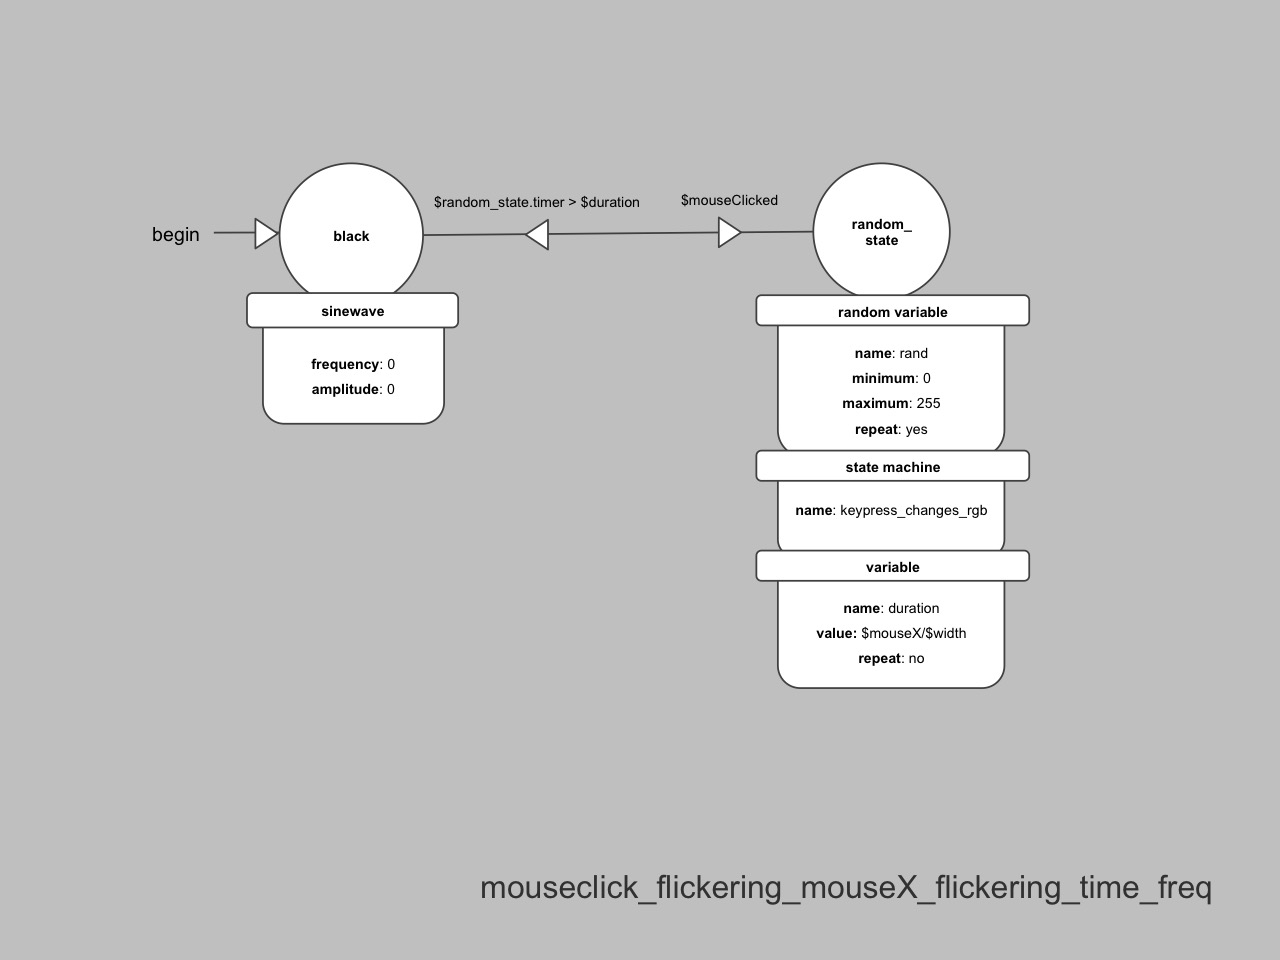 begin
black
$random_state.timer > $duration
$mouseClicked
random_
state
sinewave
frequency: 0
amplitude: 0
random variable
name: rand
minimum: 0
maximum: 255
repeat: yes
state machine
name: keypress_changes_rgb
variable
name: duration
value: $mouseX/$width
repeat: no
mouseclick_flickering_mouseX_flickering_time_freq